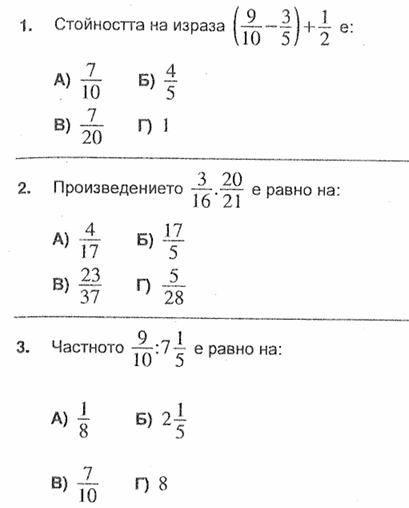 1. Стойността на израза (9/10 − 3/5) + 1/2 е:
А) 7/10 Б) 4/5
В) 7/20 Г) 1
2. Произведението 3/16 . 20/21 е равно на:
А) 4/17 Б) 17/5
В) 23/37 Г) 5/28
3. Частното 9/10 : 7 1/5 е равно на:
А) 1/8 Б) 2 1/5
В) 7/10 Г) 8